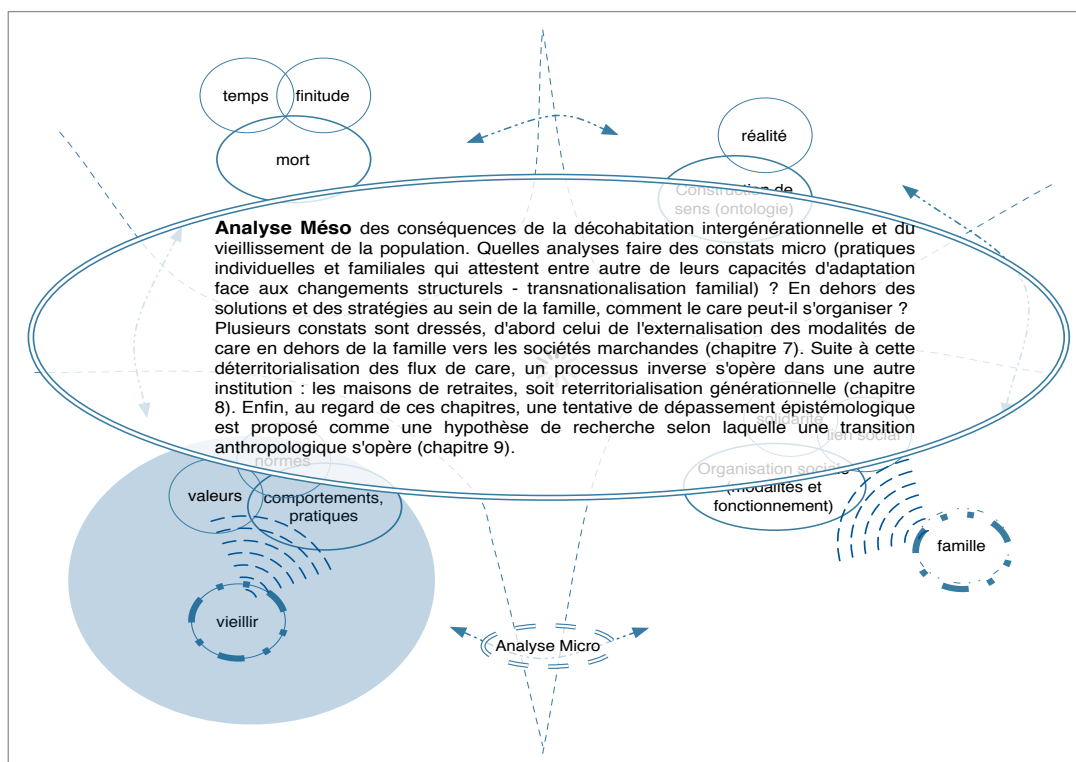 temps finitude
mort
réalité
Construction de
sens (ontologie)
Analyse Méso des conséquences de la décohabitation intergénérationnelle et du
vieillissement de la population. Quelles analyses faire des constats micro (pratiques
individuelles et familiales qui attestent entre autre de leurs capacités d'adaptation
face aux changements structurels - transnationalisation familial) ? En dehors des
solutions et des stratégies au sein de la famille, comment le care peut-il s'organiser ?
Plusieurs constats sont dressés, d'abord celui de l'externalisation des modalités de
care en dehors de la famille vers les sociétés marchandes (chapitre 7). Suite à cette
déterritorialisation des flux de care, un processus inverse s'opère dans une autre
institution : les maisons de retraites, soit reterritorialisation générationnelle (chapitre
8). Enfin, au regard de ces chapitres, une tentative de dépassement épistémologique
est proposé comme une hypothèse de recherche selon laquelle une transition
anthropologique s'opère (chapitre 9).
solidarité
lien social
normes
valeurs
comportements,
pratiques
Organisation sociale
(modalités et
fonctionnement)
famille
vieillir
Analyse Micro